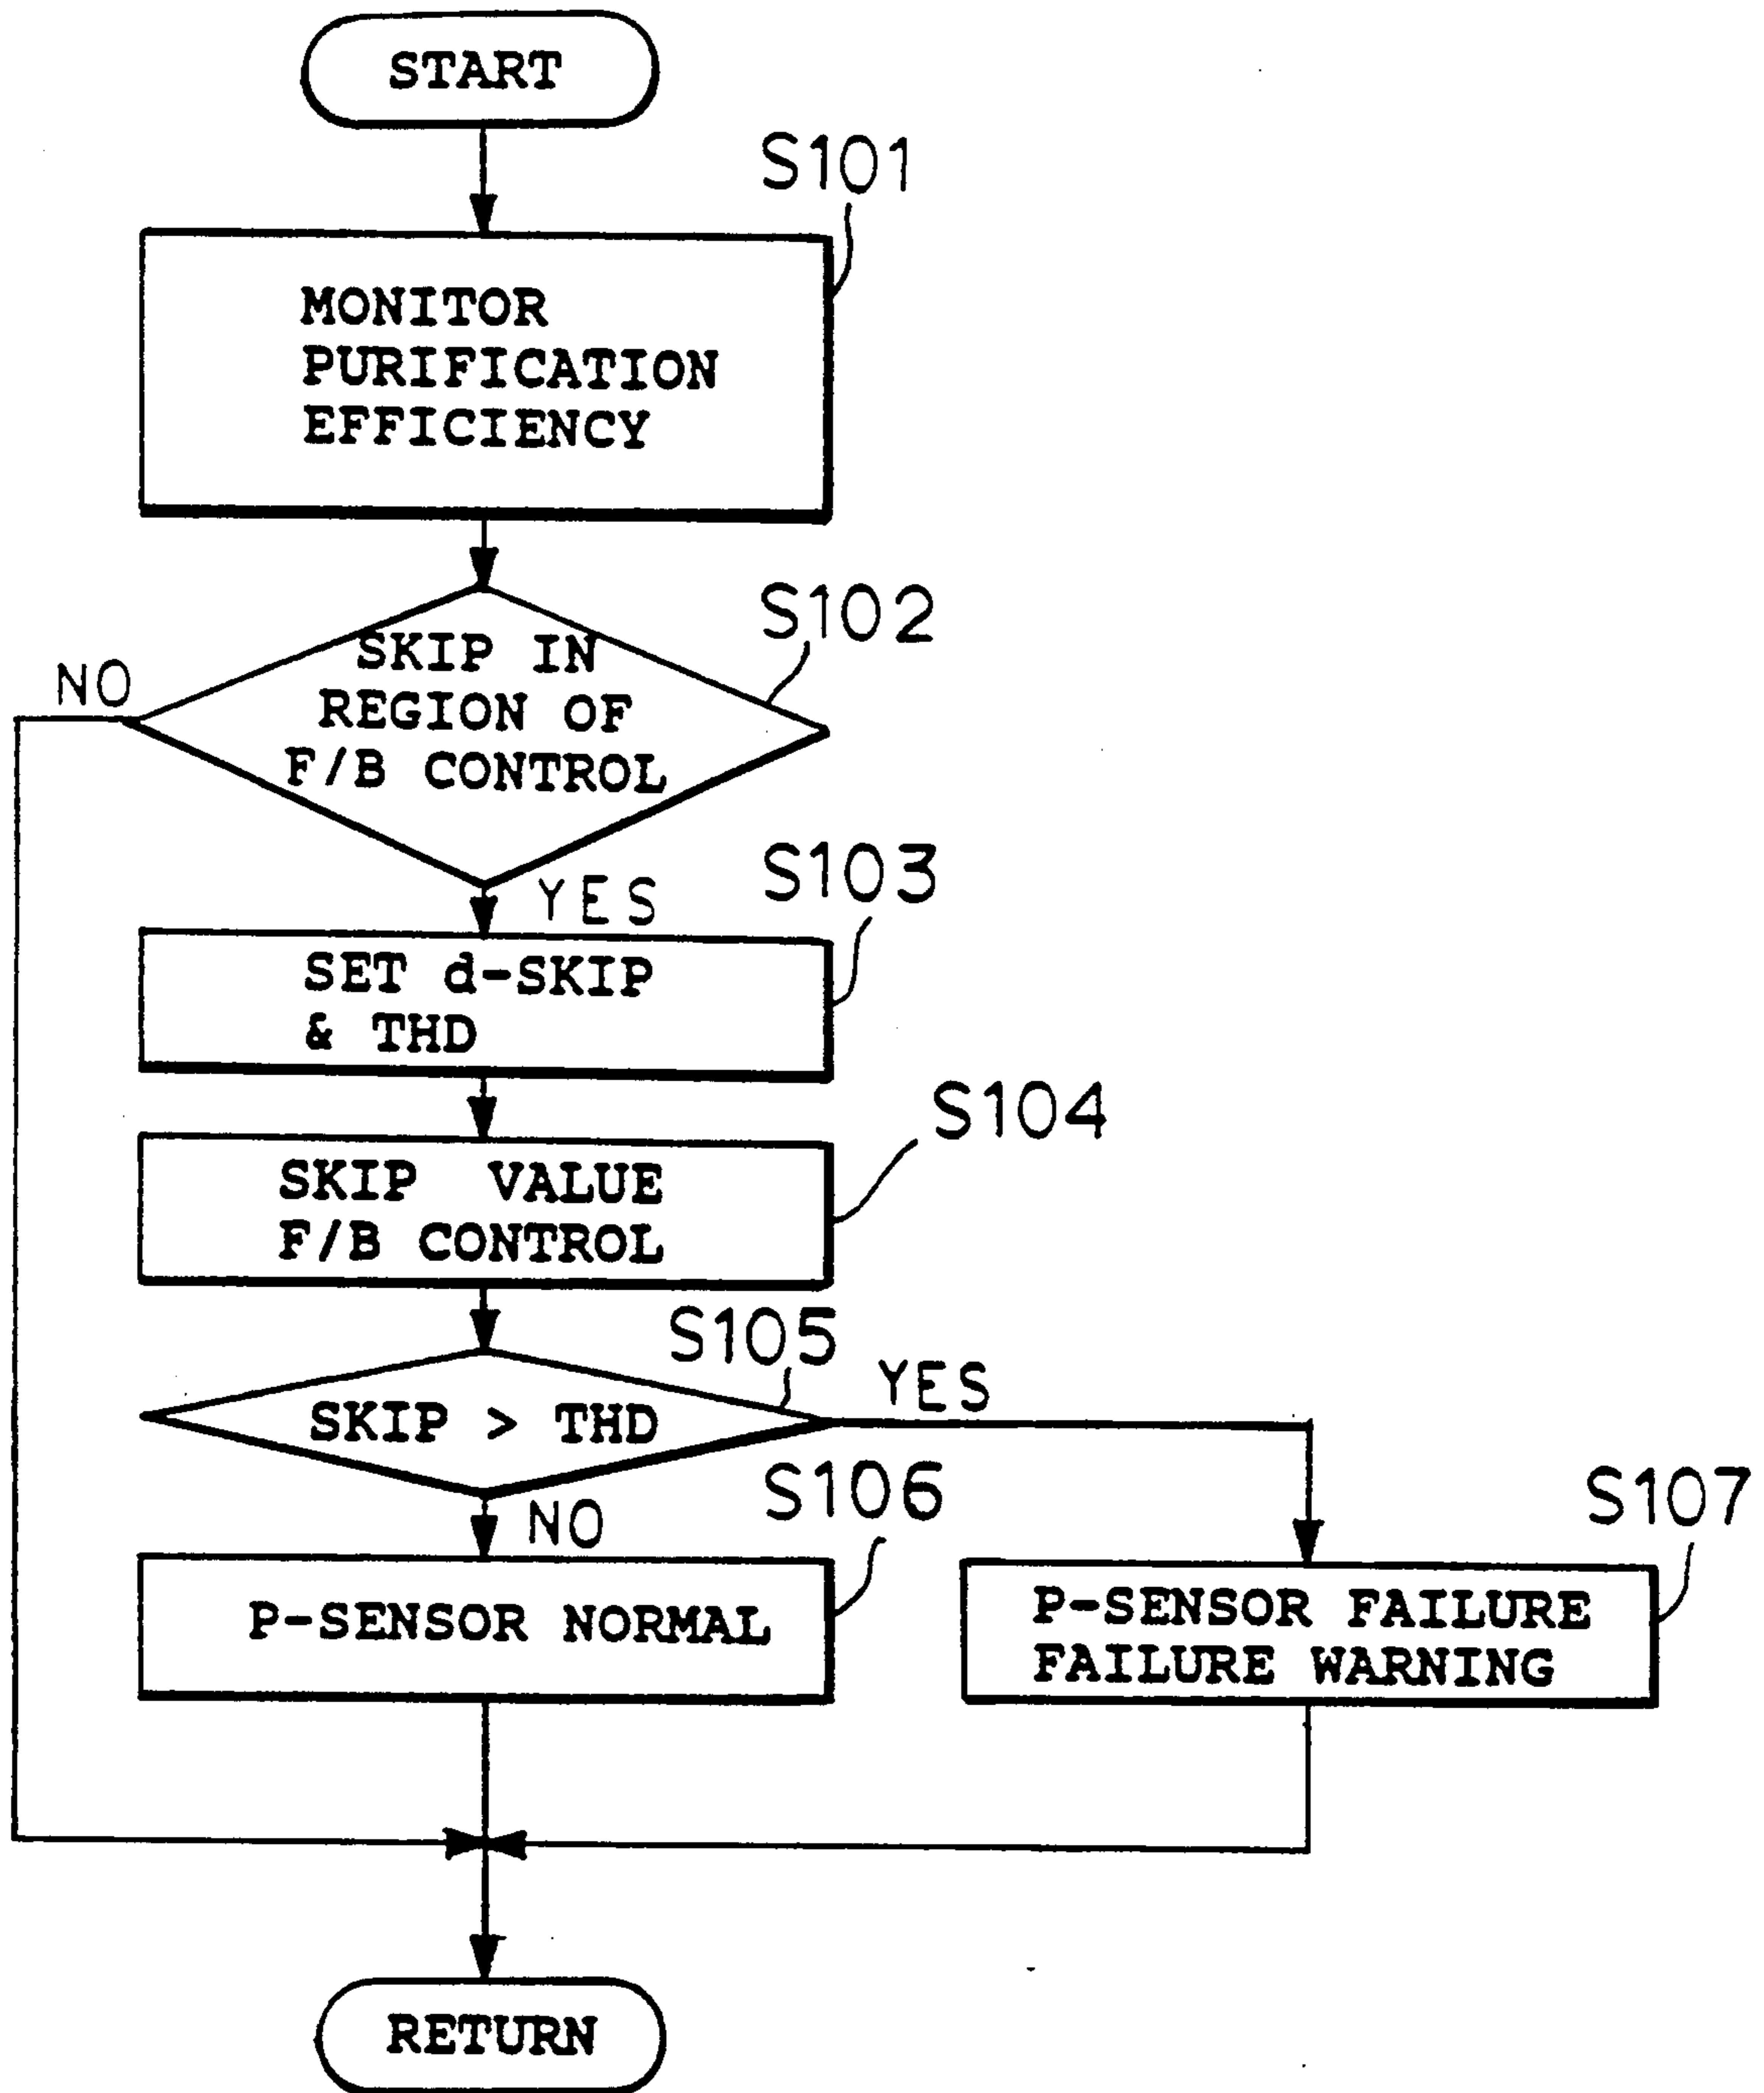 START
S101
MONITOR
PURIFICATION
EFFICIENCY
S102
SKIP IN
REGION OF
F/B CONTROL
NO
YES
S103
SET d-SKIP
& THD
S104
SKIP VALUE
F/B CONTROL
S105
SKIP > THD
YES
NO
S106
P-SENSOR NORMAL
S107
P-SENSOR FAILURE
FAILURE WARNING
RETURN